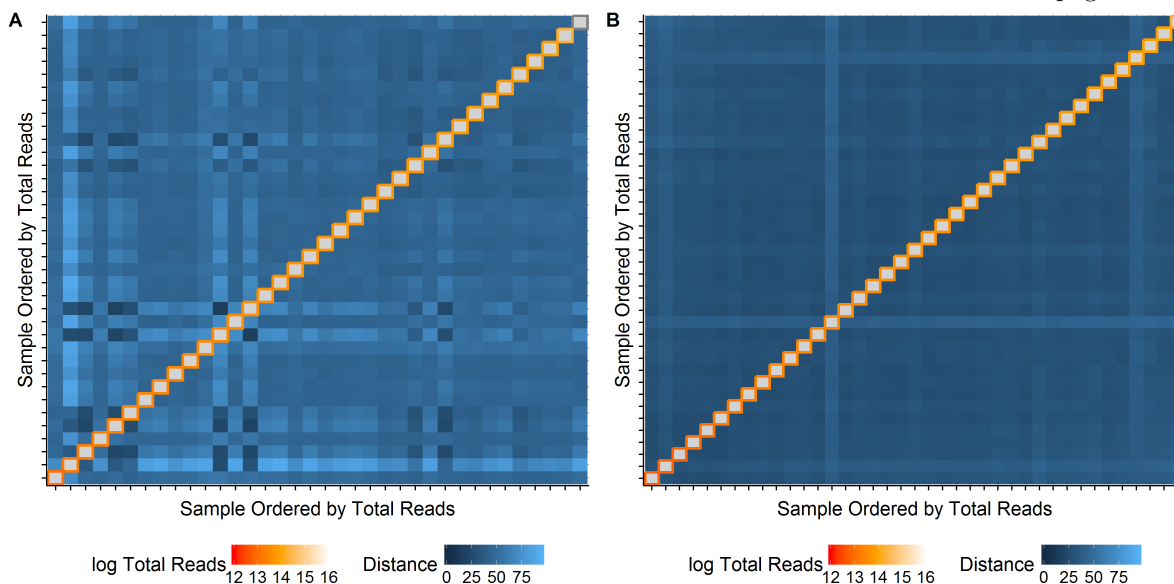 A
B
Sample Ordered by Total Reads
Sample Ordered by Total Reads
Sample Ordered by Total Reads
Sample Ordered by Total Reads
log Total Reads
12 13 14 15 16
Distance
0 25 50 75
log Total Reads
12 13 14 15 16
Distance
0 25 50 75